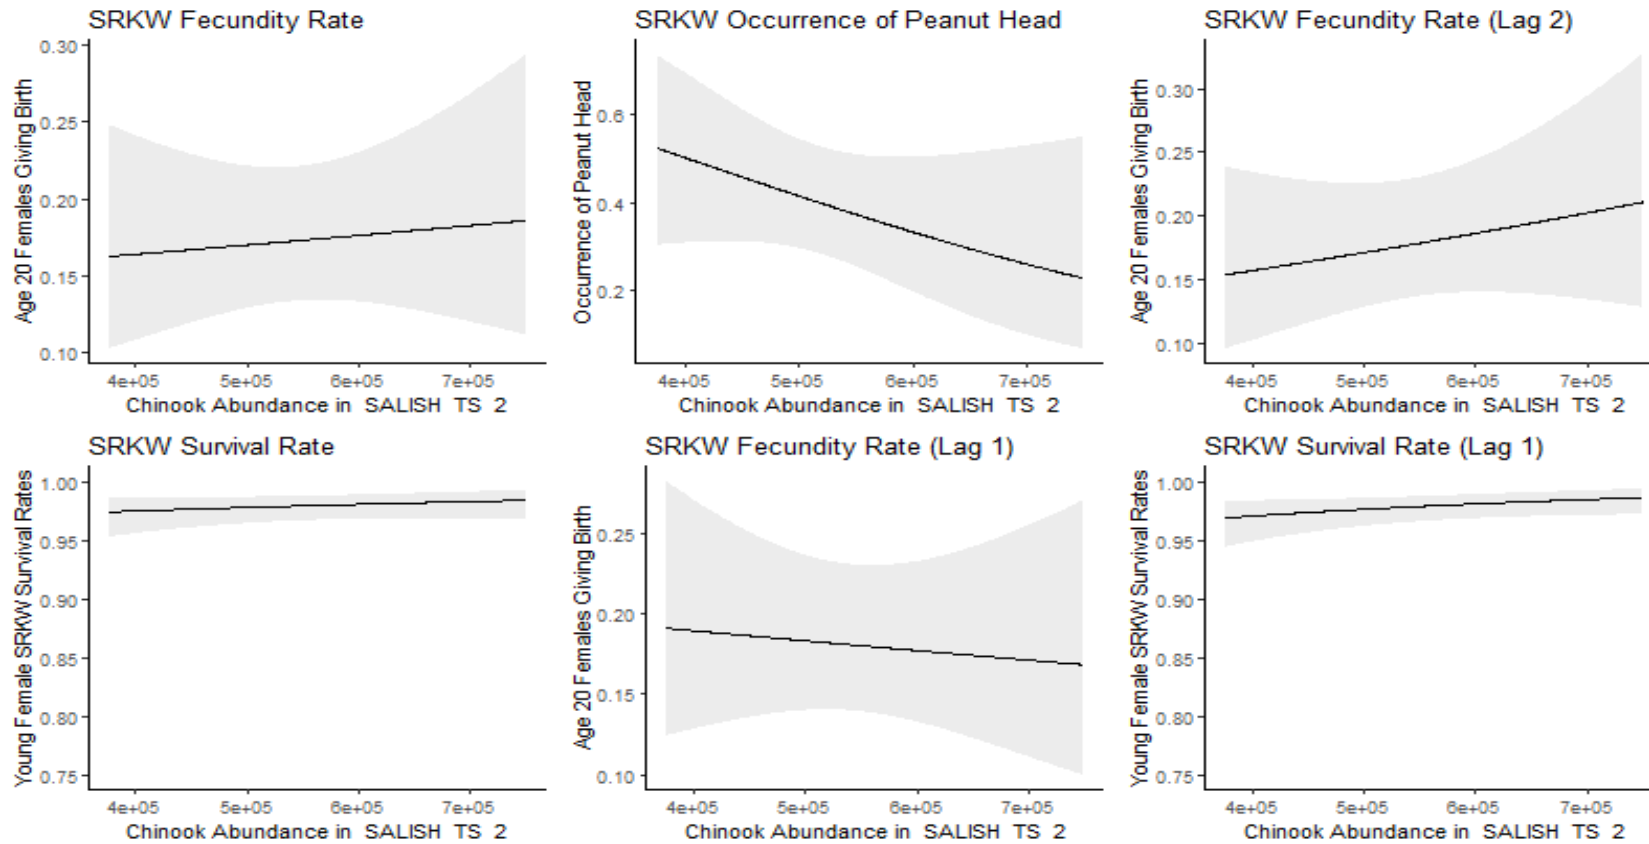 SRKW Fecundity Rate
Age 20 Females Giving Birth
0.30
0.25
0.20
0.15
0.10
4e+05 5e+05 6e+05 7e+05
Chinook Abundance in SALISH TS 2
SRKW Occurrence of Peanut Head
Occurrence of Peanut Head
0.6
0.4
0.2
4e+05 5e+05 6e+05 7e+05
Chinook Abundance in SALISH TS 2
SRKW Fecundity Rate (Lag 2)
Age 20 Females Giving Birth
0.30
0.25
0.20
0.15
0.10
4e+05 5e+05 6e+05 7e+05
Chinook Abundance in SALISH TS 2
SRKW Survival Rate
Young Female SRKW Survival Rates
1.00
0.95
0.90
0.85
0.80
0.75
4e+05 5e+05 6e+05 7e+05
Chinook Abundance in SALISH TS 2
SRKW Fecundity Rate (Lag 1)
Age 20 Females Giving Birth
0.25
0.20
0.15
0.10
4e+05 5e+05 6e+05 7e+05
Chinook Abundance in SALISH TS 2
SRKW Survival Rate (Lag 1)
Young Female SRKW Survival Rates
1.00
0.95
0.90
0.85
0.80
0.75
4e+05 5e+05 6e+05 7e+05
Chinook Abundance in SALISH TS 2